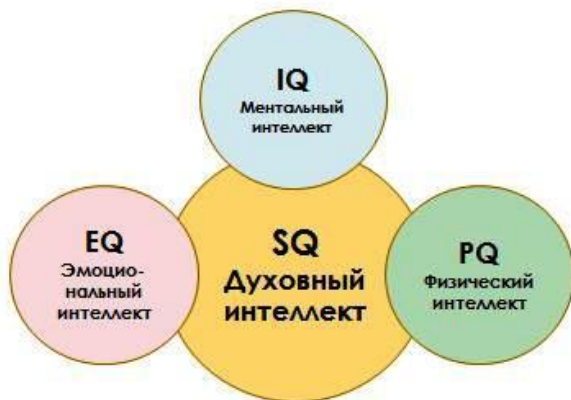 IQ
Ментальный
интеллект
EQ
Эмоцио-
нальный
интеллект
SQ
Духовный
интеллект
PQ
Физический
интеллект